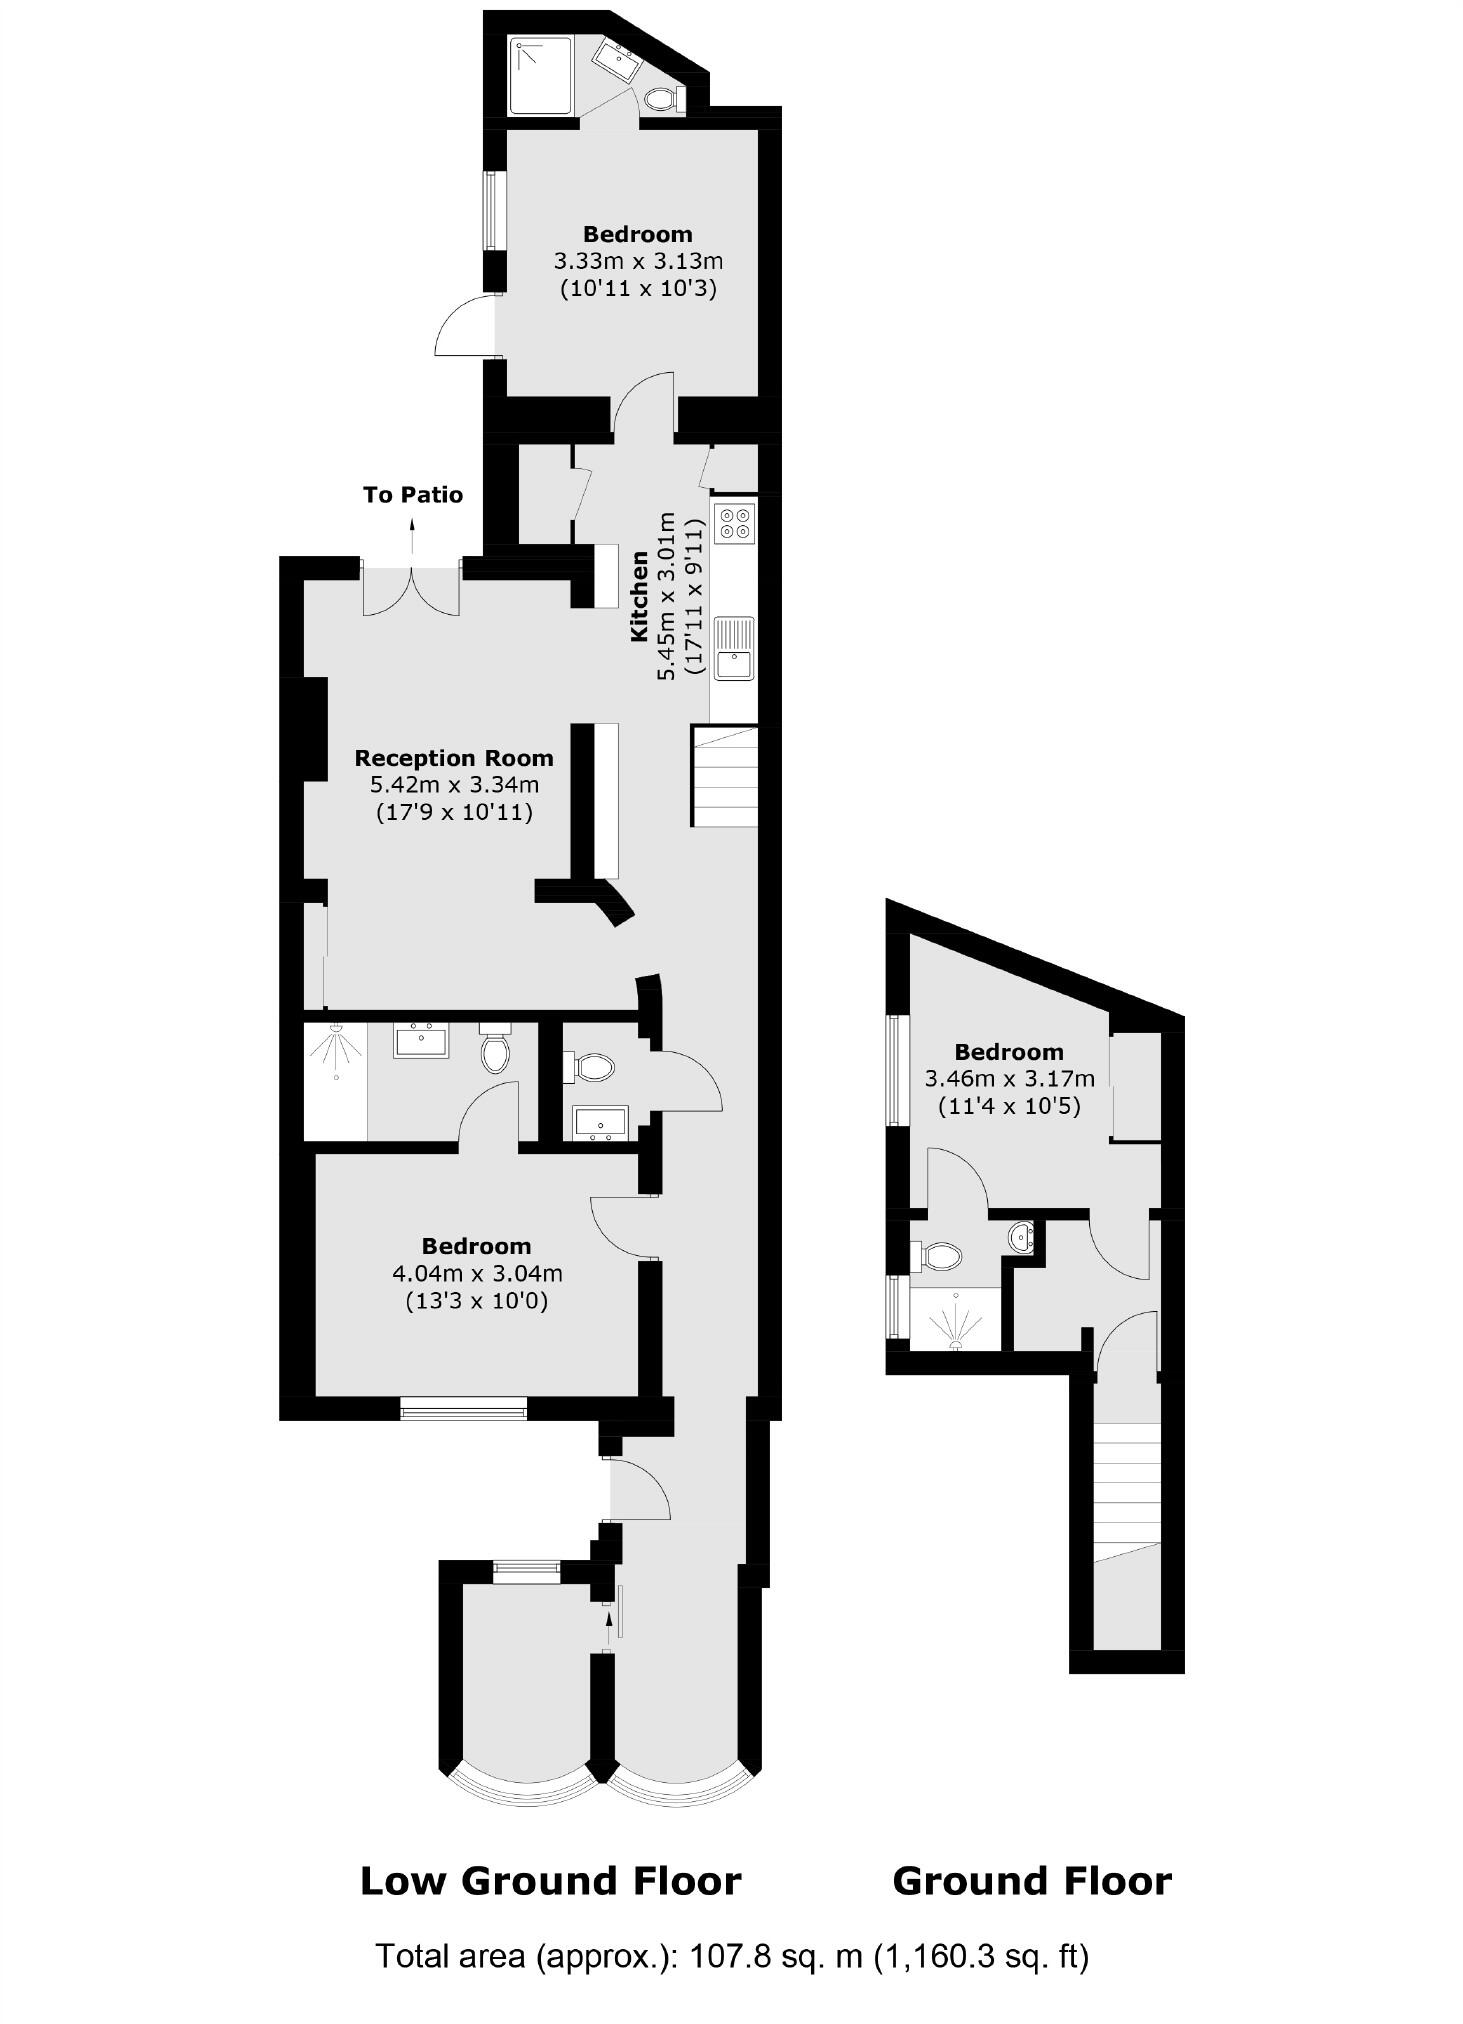 Bedroom
3.33m x 3.13m
(10'11 x 10'3)
To Patio
Kitchen
5.45m x 3.01m
(17'11 x 9'11)
Reception Room
5.42m x 3.34m
(17'9 x 10'11)
Bedroom
3.46m x 3.17m
(11'4 x 10'5)
Bedroom
4.04m x 3.04m
(13'3 x 10'0)
Low Ground Floor
Ground Floor
Total area (approx.): 107.8 sq. m (1,160.3 sq. ft)